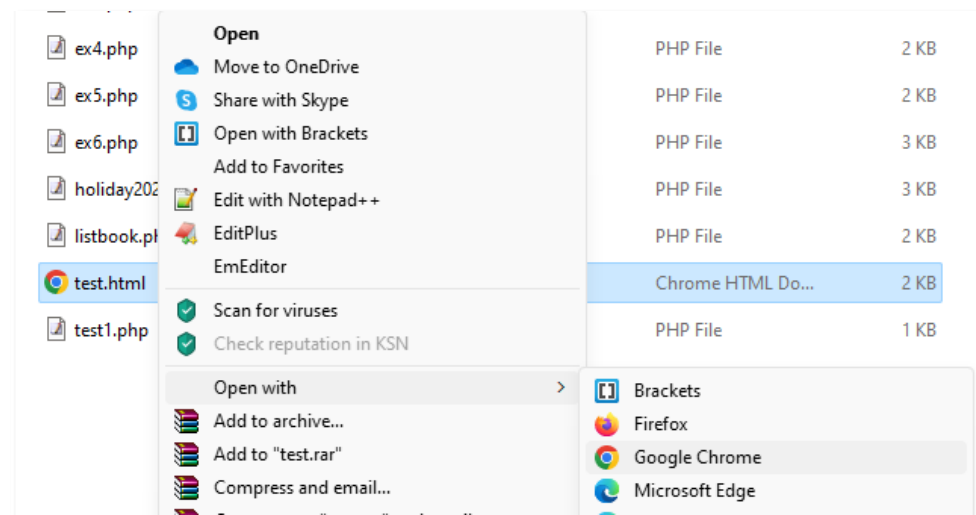 Open
ex4.php PHP File 2 KB
Move to OneDrive
ex5.php Share with Skype PHP File 2 KB
Open with Brackets
ex6.php PHP File 3 KB
Add to Favorites
holiday202 PHP File 3 KB
Edit with Notepad++
listbook.ph EditPlus PHP File 2 KB
EmEditor
test.html Chrome HTML Do... 2 KB
Scan for viruses
test1.php PHP File 1 KB
Check reputation in KSN
Open with
Brackets
Add to archive...
Firefox
Add to "test.rar"
Google Chrome
Compress and email...
Microsoft Edge